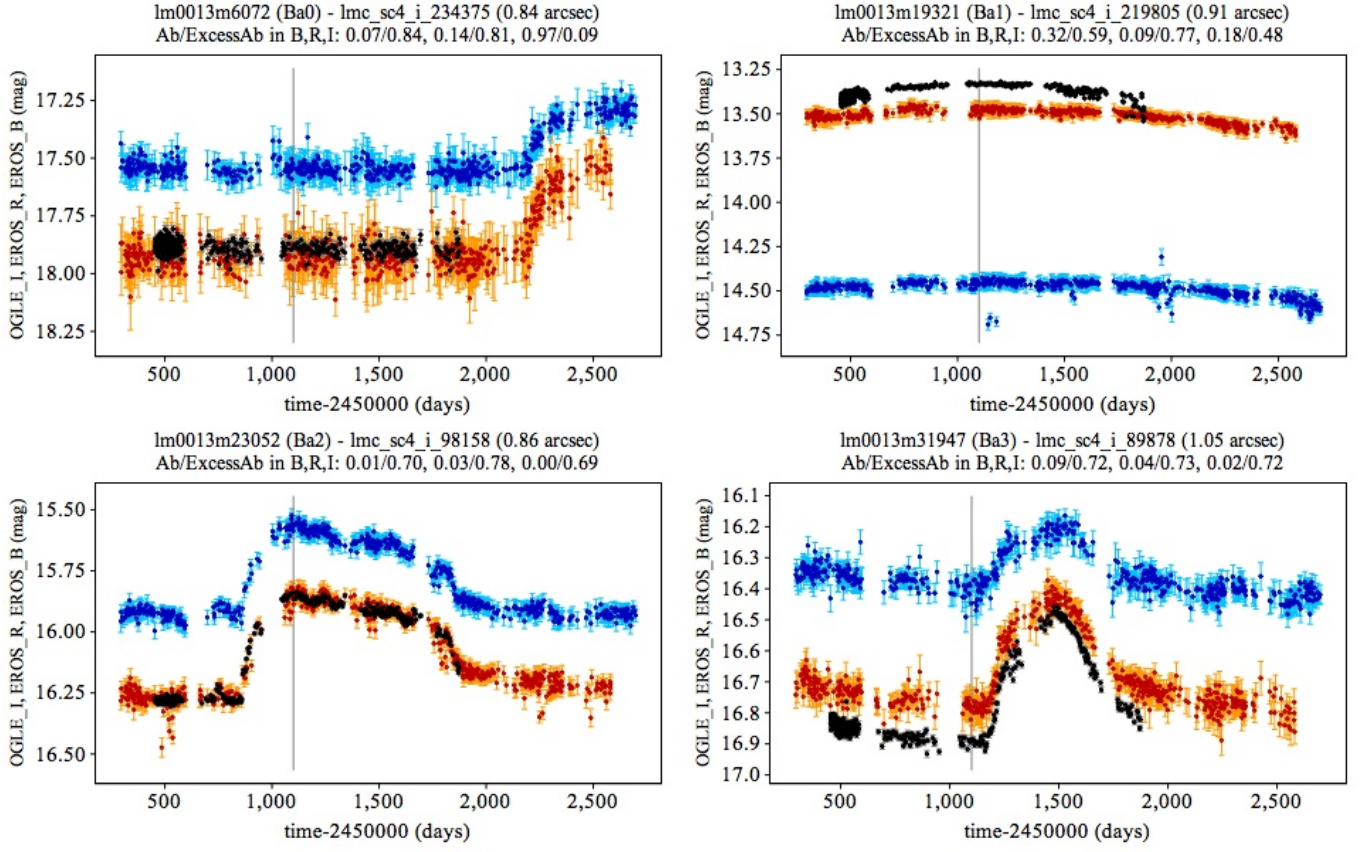 lm0013m6072 (Ba0) - lmc_sc4_i_234375 (0.84 arcsec)
Ab/ExcessAb in B,R,I: 0.07/0.84, 0.14/0.81, 0.97/0.09
OGLE_I, EROS_R, EROS_B (mag)
17.25
17.50
17.75
18.00
18.25
500
1,000
1,500
2,000
2,500
time-2450000 (days)
lm0013m19321 (Ba1) - lmc_sc4_i_219805 (0.91 arcsec)
Ab/ExcessAb in B,R,I: 0.32/0.59, 0.09/0.77, 0.18/0.48
OGLE_I, EROS_R, EROS_B (mag)
13.25
13.50
13.75
14.00
14.25
14.50
14.75
500
1,000
1,500
2,000
2,500
time-2450000 (days)
lm0013m23052 (Ba2) - lmc_sc4_i_98158 (0.86 arcsec)
Ab/ExcessAb in B,R,I: 0.01/0.70, 0.03/0.78, 0.00/0.69
OGLE_I, EROS_R, EROS_B (mag)
15.50
15.75
16.00
16.25
16.50
500
1,000
1,500
2,000
2,500
time-2450000 (days)
lm0013m31947 (Ba3) - lmc_sc4_i_89878 (1.05 arcsec)
Ab/ExcessAb in B,R,I: 0.09/0.72, 0.04/0.73, 0.02/0.72
OGLE_I, EROS_R, EROS_B (mag)
16.1
16.2
16.3
16.4
16.5
16.6
16.7
16.8
16.9
17.0
500
1,000
1,500
2,000
2,500
time-2450000 (days)